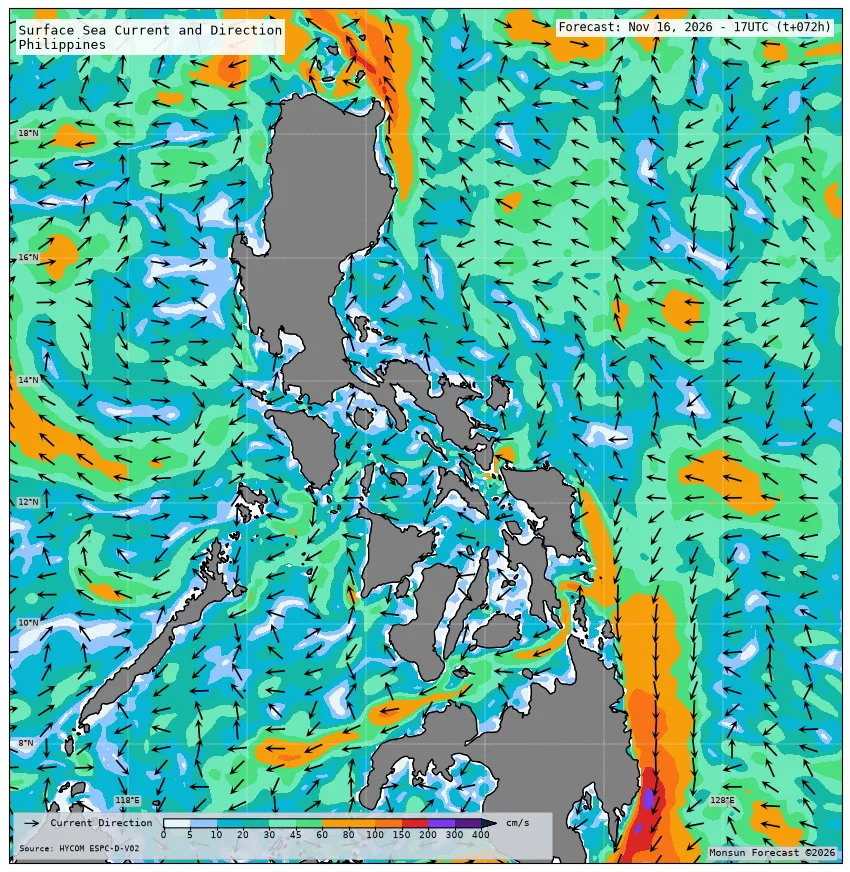 Surface Sea Current and Direction
Philippines
Forecast: Nov 16, 2026 - 17UTC (t+072h)
18°N
16°N
14°N
12°N
10°N
8°N
118°E
128°E
Current Direction
0 5 10 20 30 45 60 80 100 150 200 300 400 cm/s
Source: HYCOM ESPC-D-V02
Monsun Forecast ©2026